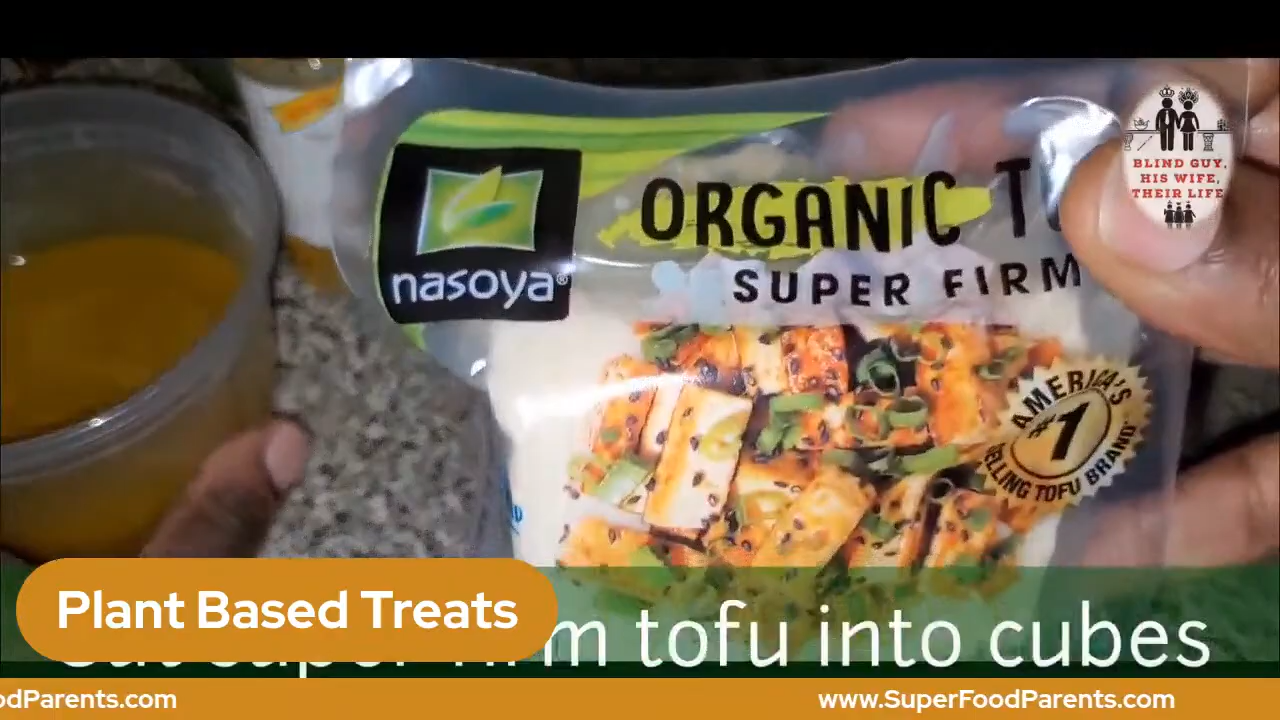 nasoya®
ORGANIC
SUPER FIRM
AMERICA'S
#1
SELLING TOFU BRAND
BLIND GUY,
HIS WIFE,
THEIR LIFE
Plant Based Treats
tofu into cubes
odParents.com
www.SuperFoodParents.com